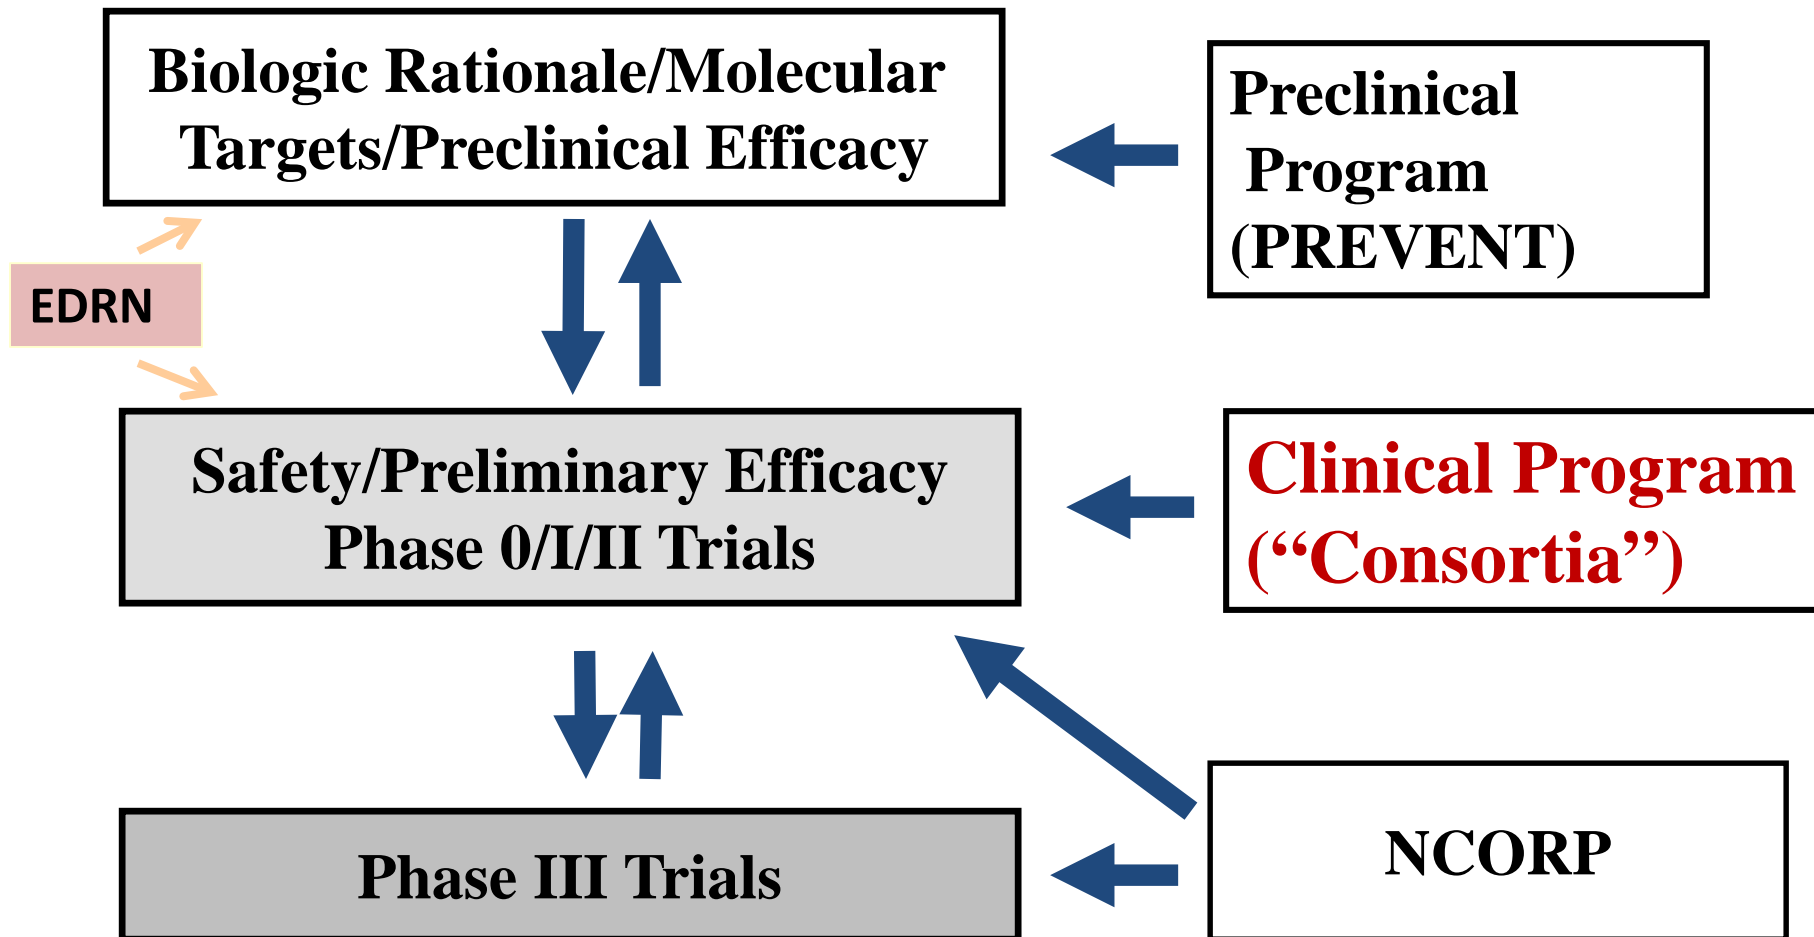 Biologic Rationale/Molecular
Targets/Preclinical Efficacy
Preclinical
Program
(PREVENT)
EDRN
Safety/Preliminary Efficacy
Phase 0/I/II Trials
Clinical Program
(“Consortia”)
Phase III Trials
NCORP